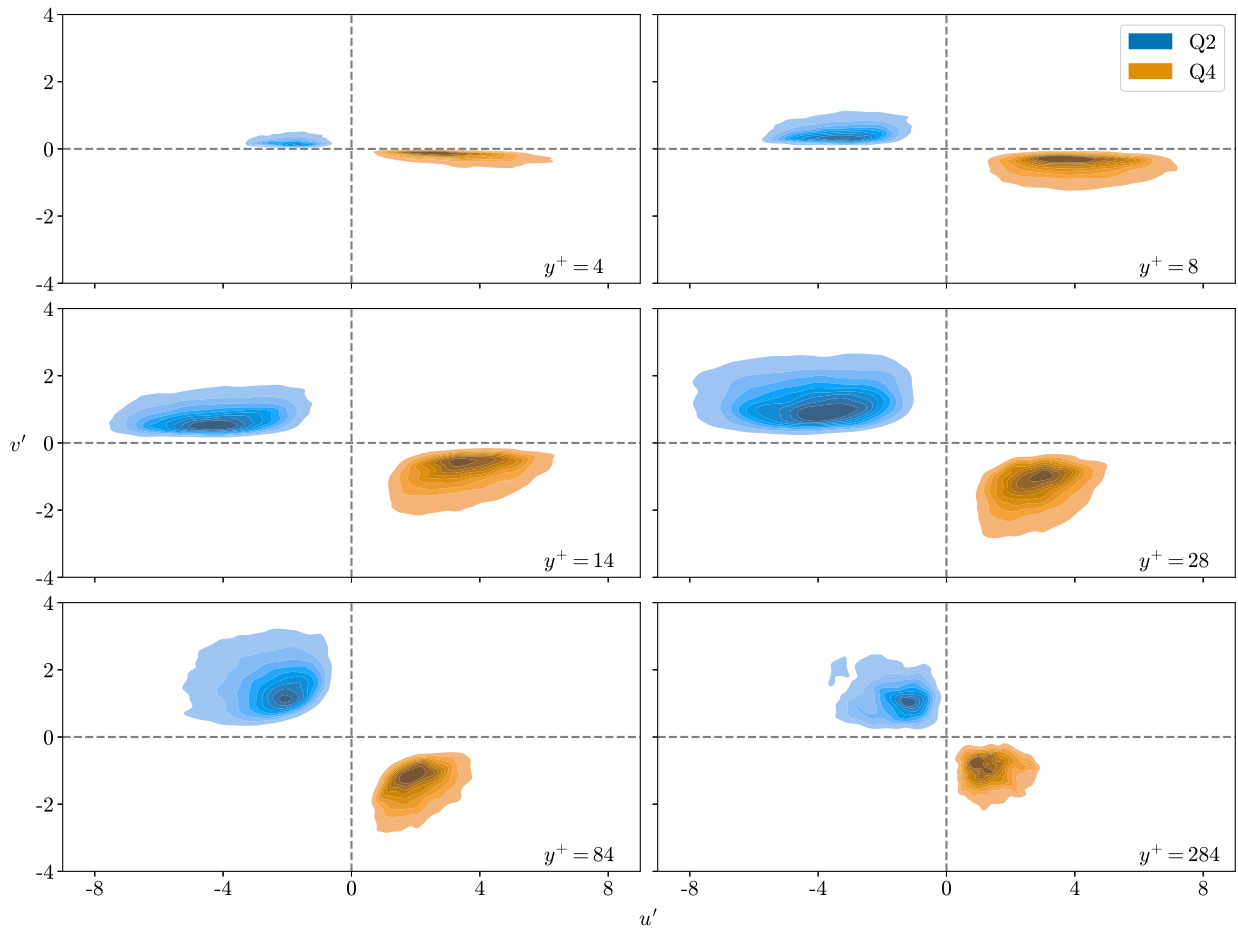 4
2
0
-2
-4
y⁺ = 4
Q2
Q4
y⁺ = 8
4
2
v′ 0
-2
-4
y⁺ = 14
y⁺ = 28
4
2
0
-2
-4
y⁺ = 84
y⁺ = 284
-8 -4 0 4 8
-8 -4 0 4 8
u′